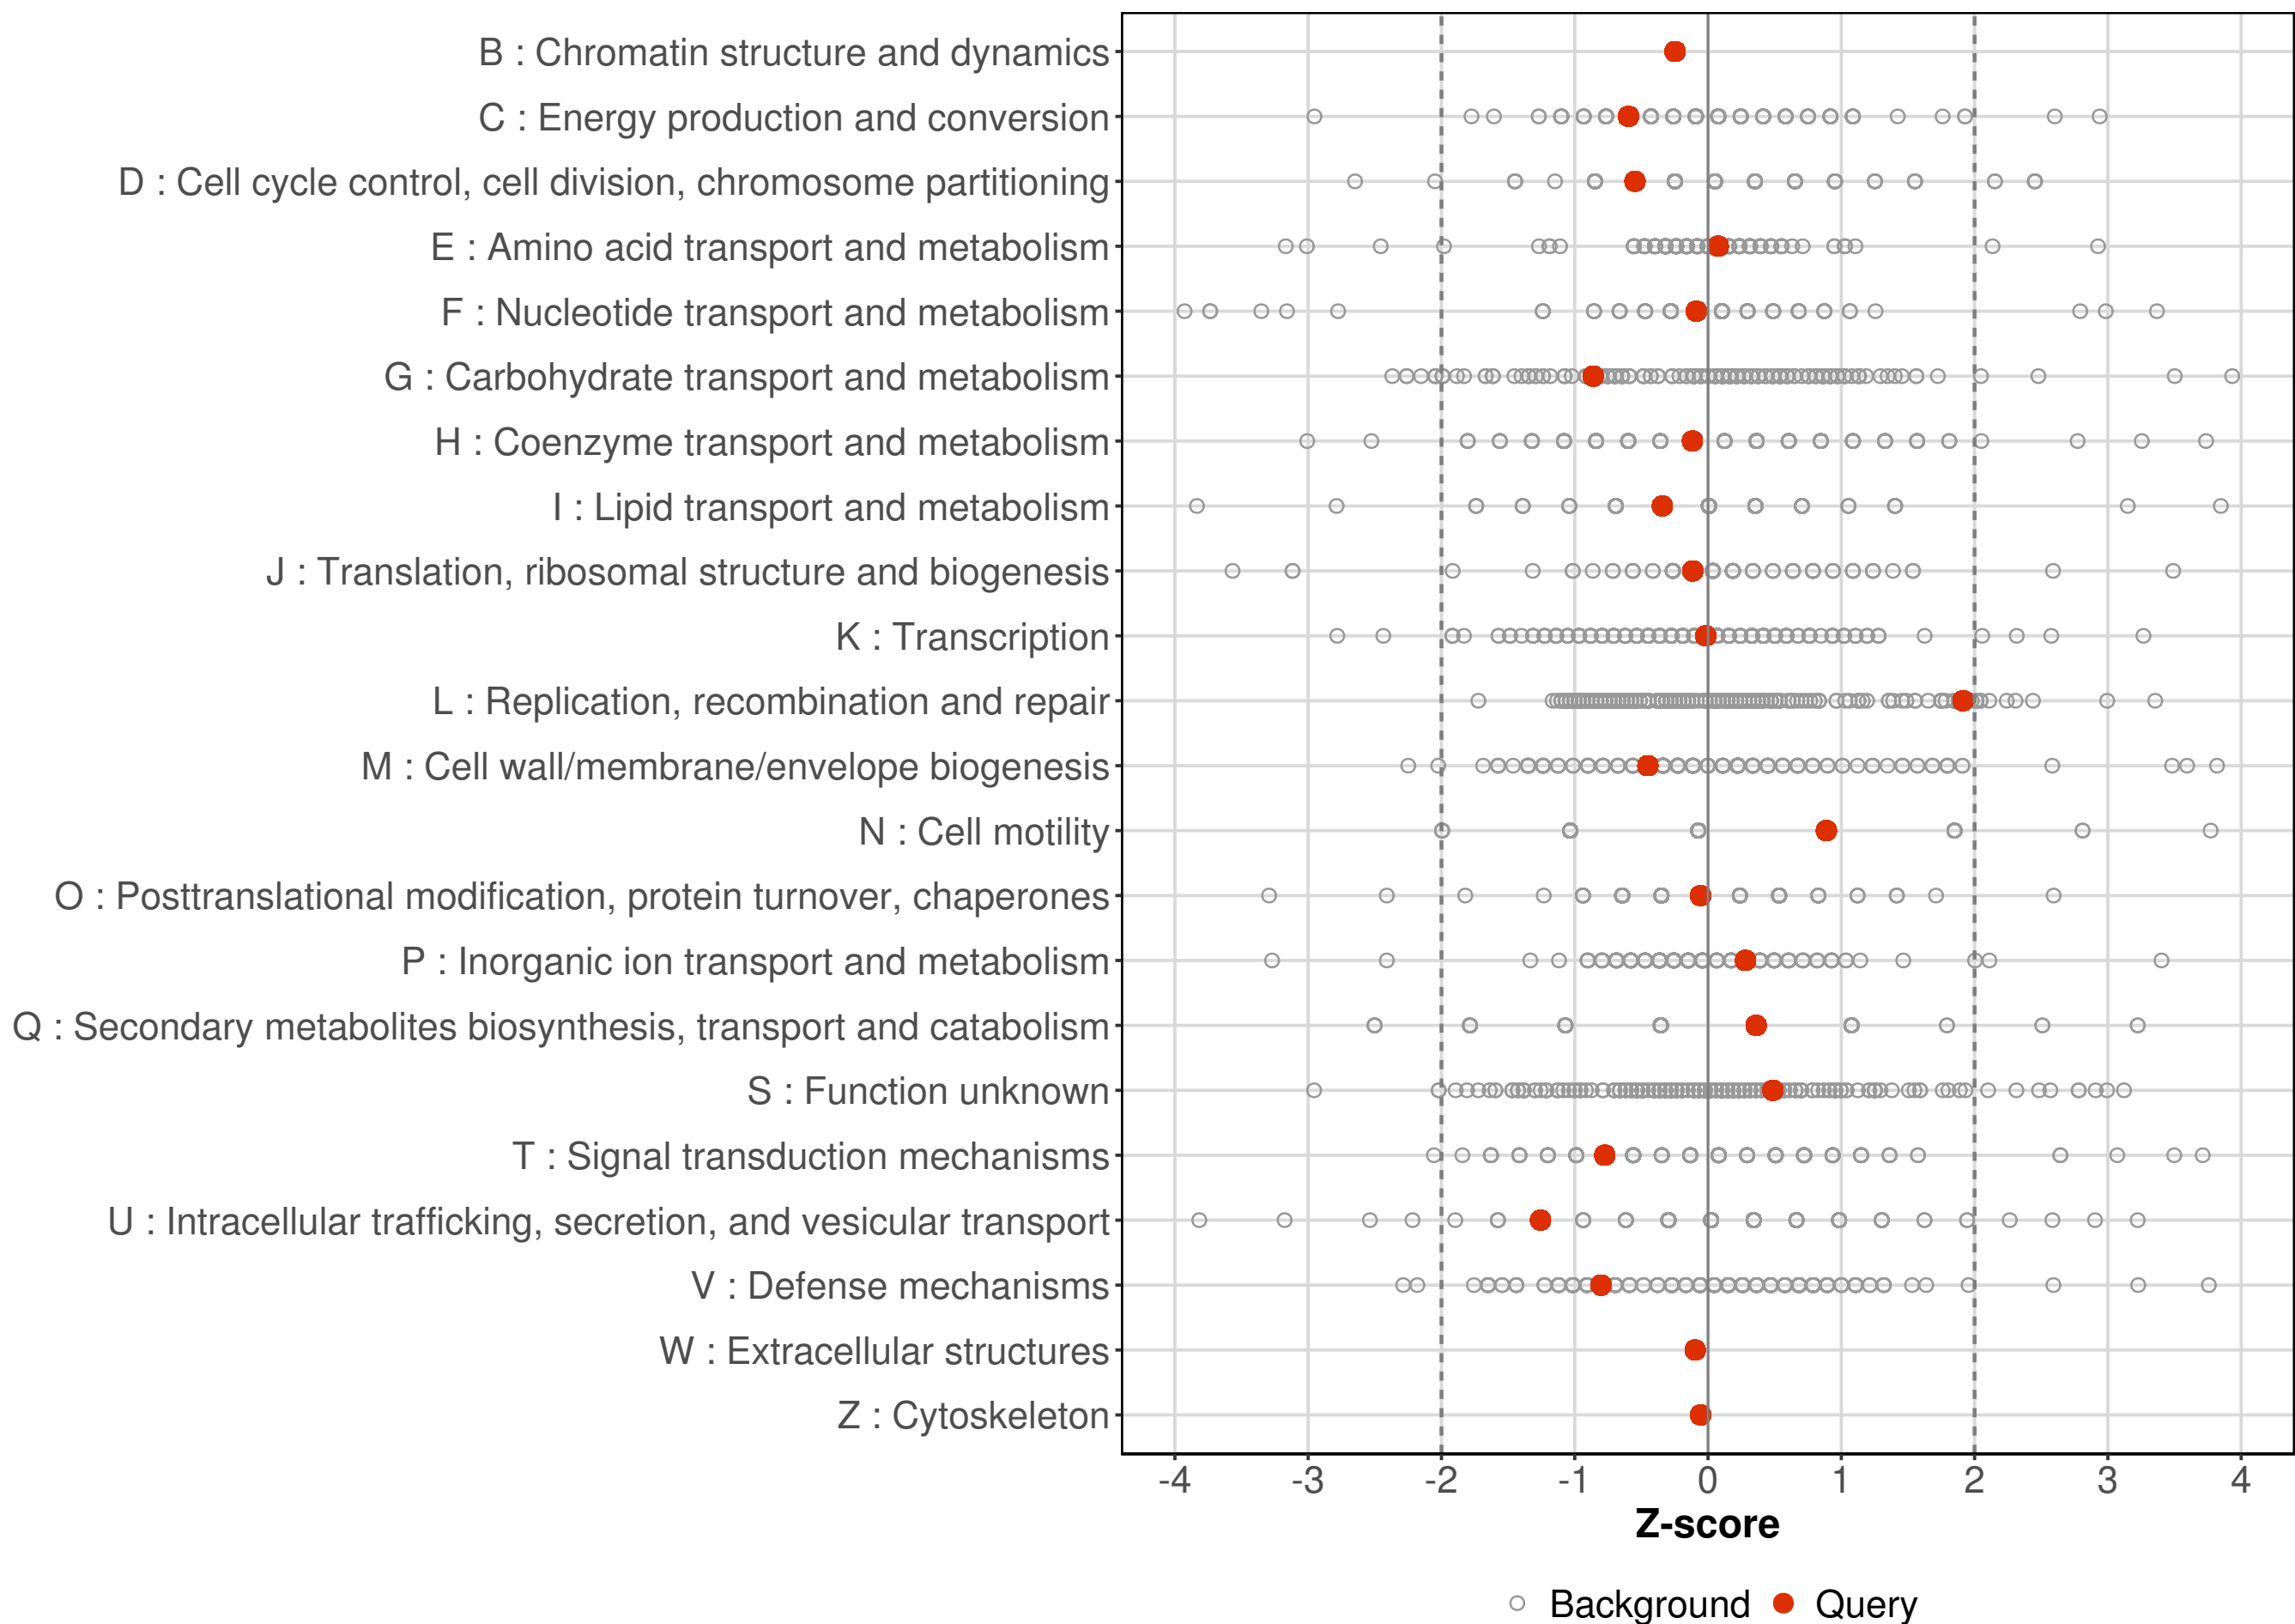 B : Chromatin structure and dynamics
C : Energy production and conversion
D : Cell cycle control, cell division, chromosome partitioning
E : Amino acid transport and metabolism
F : Nucleotide transport and metabolism
G : Carbohydrate transport and metabolism
H : Coenzyme transport and metabolism
I : Lipid transport and metabolism
J : Translation, ribosomal structure and biogenesis
K : Transcription
L : Replication, recombination and repair
M : Cell wall/membrane/envelope biogenesis
N : Cell motility
O : Posttranslational modification, protein turnover, chaperones
P : Inorganic ion transport and metabolism
Q : Secondary metabolites biosynthesis, transport and catabolism
S : Function unknown
T : Signal transduction mechanisms
U : Intracellular trafficking, secretion, and vesicular transport
V : Defense mechanisms
W : Extracellular structures
Z : Cytoskeleton
-4 -3 -2 -1 0 1 2 3 4
Z-score
Background Query